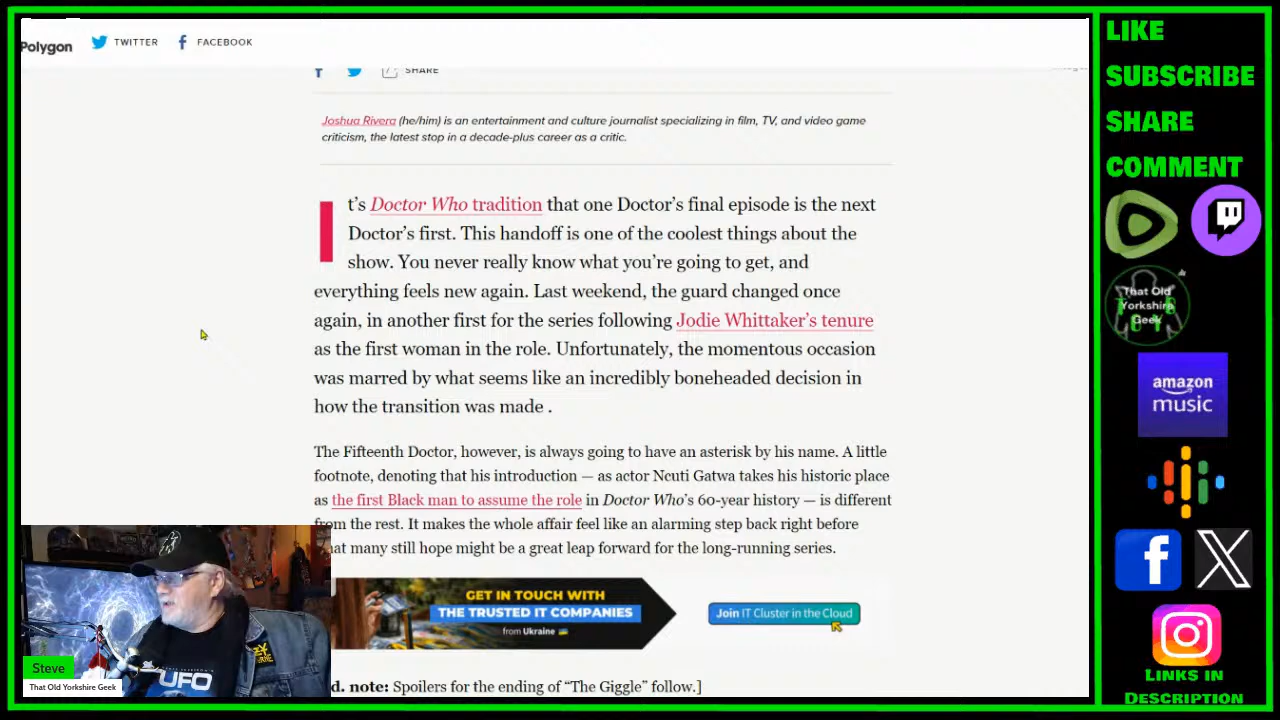 Polygon
TWITTER
FACEBOOK
SHARE
Joshua Rivera (he/him) is an entertainment and culture journalist specializing in film, TV, and video game
criticism, the latest stop in a decade-plus career as a critic.
It's Doctor Who tradition that one Doctor's final episode is the next
Doctor's first. This handoff is one of the coolest things about the
show. You never really know what you're going to get, and
everything feels new again. Last weekend, the guard changed once
again, in another first for the series following Jodie Whittaker's tenure
as the first woman in the role. Unfortunately, the momentous occasion
was marred by what seems like an incredibly boneheaded decision in
how the transition was made .
The Fifteenth Doctor, however, is always going to have an asterisk by his name. A little
footnote, denoting that his introduction — as actor Ncuti Gatwa takes his historic place
as the first Black man to assume the role in Doctor Who's 60-year history — is different
from the rest. It makes the whole affair feel like an alarming step back right before
hat many still hope might be a great leap forward for the long-running series.
GET IN TOUCH WITH
THE TRUSTED IT COMPANIES
from Ukraine
Join IT Cluster in the Cloud
d. note: Spoilers for the ending of "The Giggle" follow.]
UFO
Steve
That Old Yorkshire Geek
LIKE
SUBSCRIBE
SHARE
COMMENT
That Old
Yorkshire
Geek
amazon
music
LINKS IN
DESCRIPTION